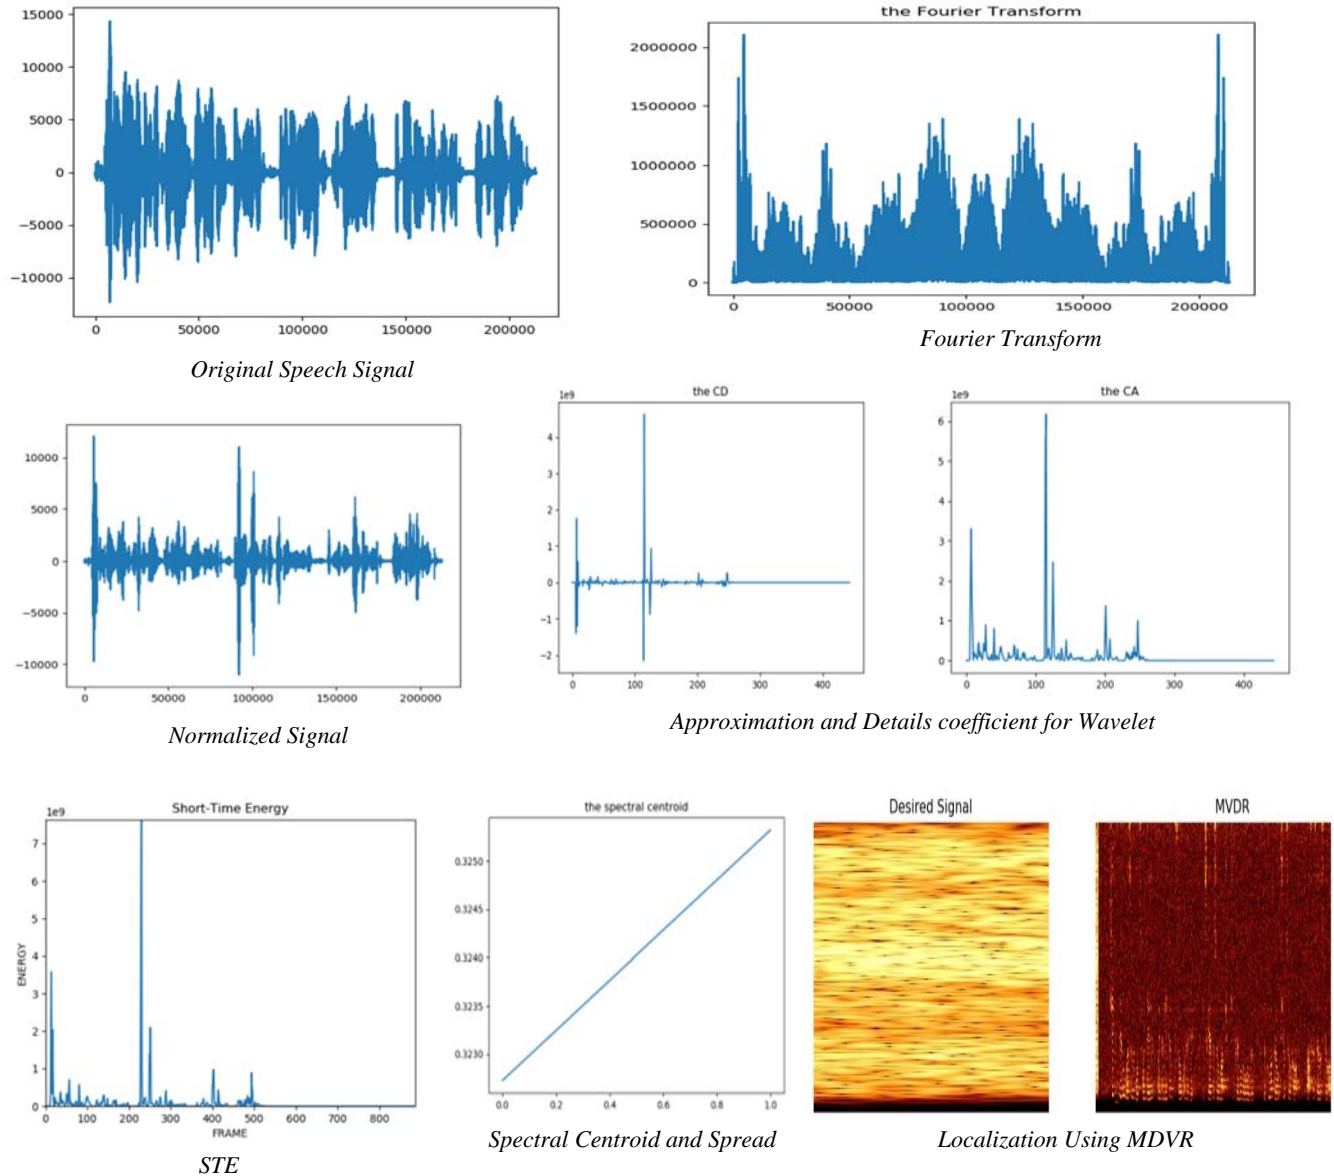 15000
10000
5000
0
−5000
−10000
0 50000 100000 150000 200000
Original Speech Signal
the Fourier Transform
2000000
1500000
1000000
500000
0
0 50000 100000 150000 200000
Fourier Transform
10000
5000
0
−5000
−10000
0 50000 100000 150000 200000
Normalized Signal
the CD
1e9
4
3
2
1
0
−1
−2
0 100 200 300 400
the CA
1e9
6
5
4
3
2
1
0
0 100 200 300 400
Approximation and Details coefficient for Wavelet
Short-Time Energy
1e9
7
6
5
4
3
2
1
0
ENERGY
0 100 200 300 400 500 600 700 800
FRAME
STE
the spectral centroid
0.3250
0.3245
0.3240
0.3235
0.3230
0.0 0.2 0.4 0.6 0.8 1.0
Spectral Centroid and Spread
Desired Signal
MVDR
Localization Using MDVR